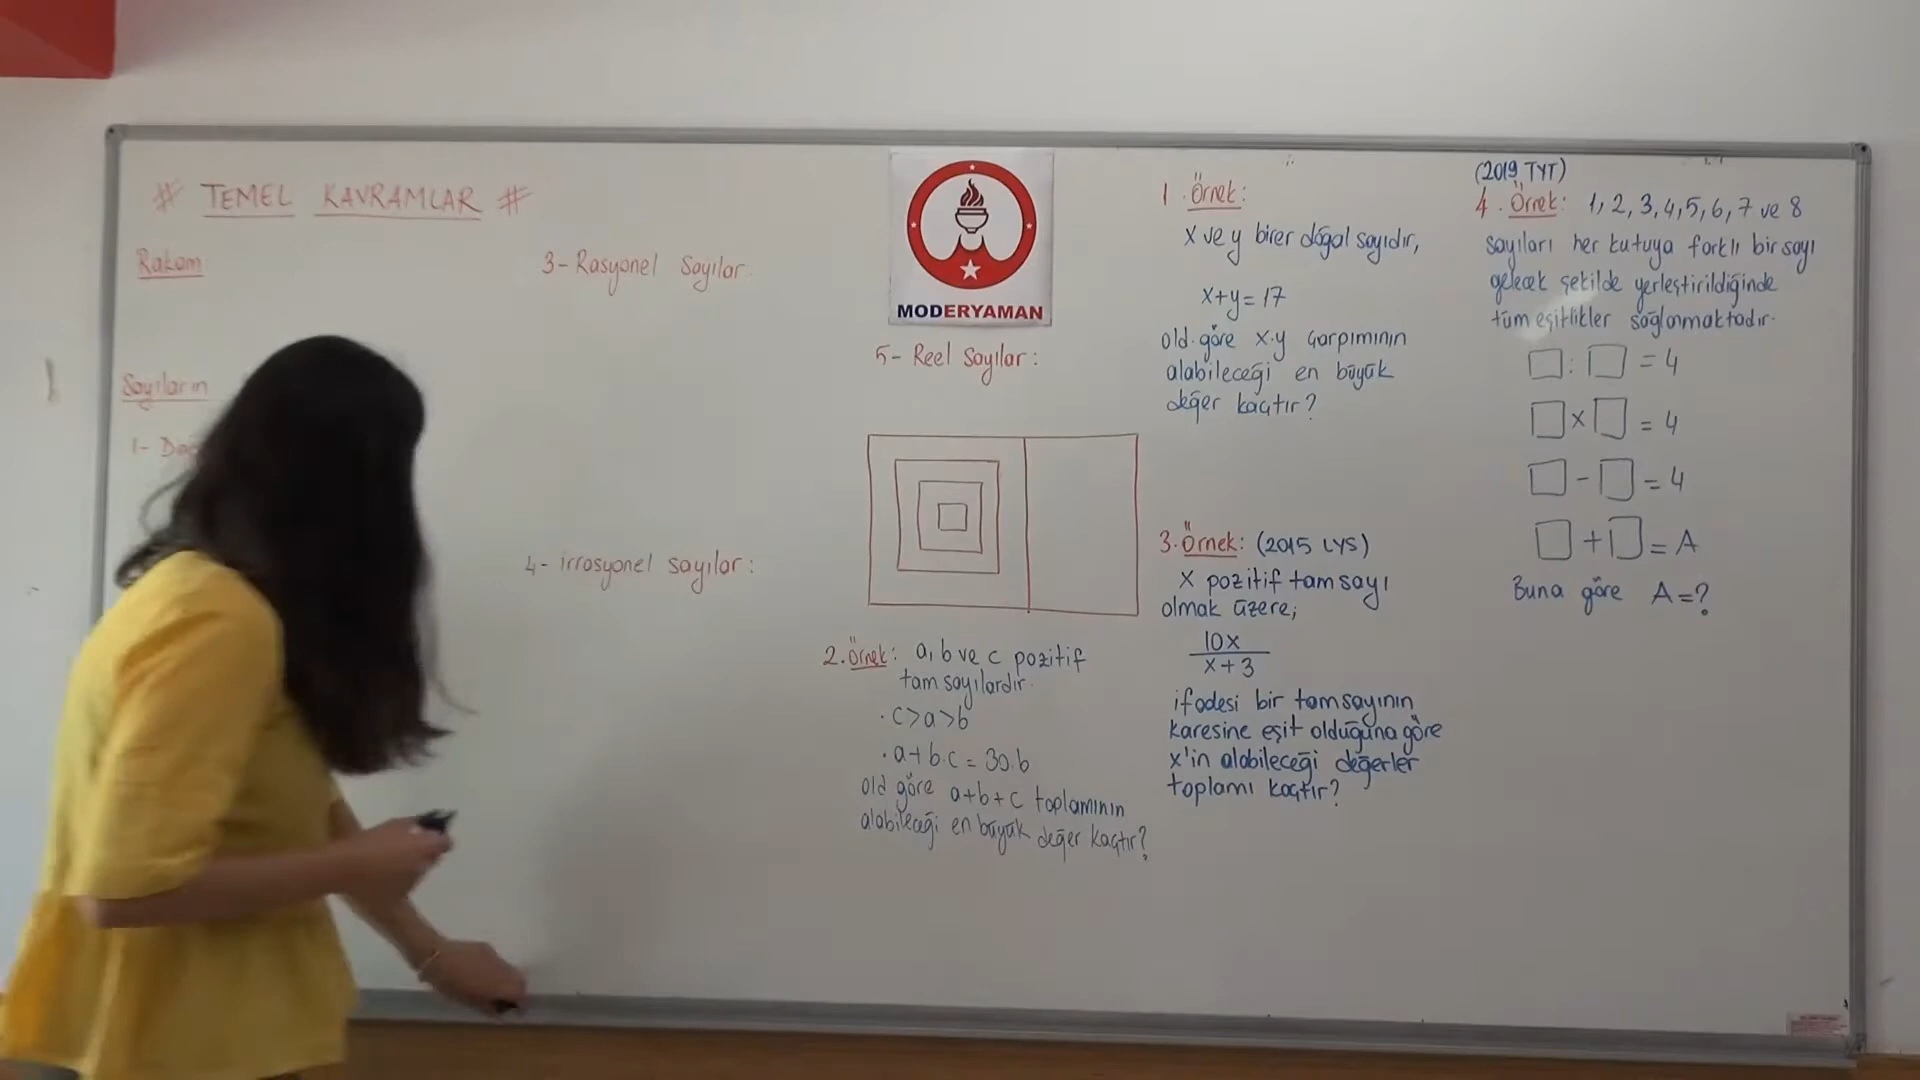 # TEMEL KAVRAMLAR #
Rakam
Sayıların
1-
3- Rasyonel Sayılar
4- irrasyonel sayılar:
MODERYAMAN
5- Reel Sayılar:
2. Örnek: a, b ve c pozitif
tam sayılardır.
· c>a>b
· a+b.c = 30.b
old göre a+b+c toplamının
alabileceği en büyük değer kaçtır?
1. Örnek:
x ve y birer doğal sayıdır,
x+y=17
old. göre x.y çarpımının
alabileceği en büyük
değer kaçtır?
3. Örnek: (2015 LYS)
x pozitif tam sayı
olmak üzere;
10x
x+3
ifadesi bir tamsayının
karesine eşit olduğuna göre
x'in alabileceği değerler
toplamı kaçtır?
(2019 TYT)
4. Örnek: 1, 2, 3, 4, 5, 6, 7 ve 8
sayıları her kutuya farklı bir sayı
gelecek şekilde yerleştirildiğinde
tüm eşitlikler sağlanmaktadır.
□ : □ = 4
□ x □ = 4
□ - □ = 4
□ + □ = A
Buna göre A=?